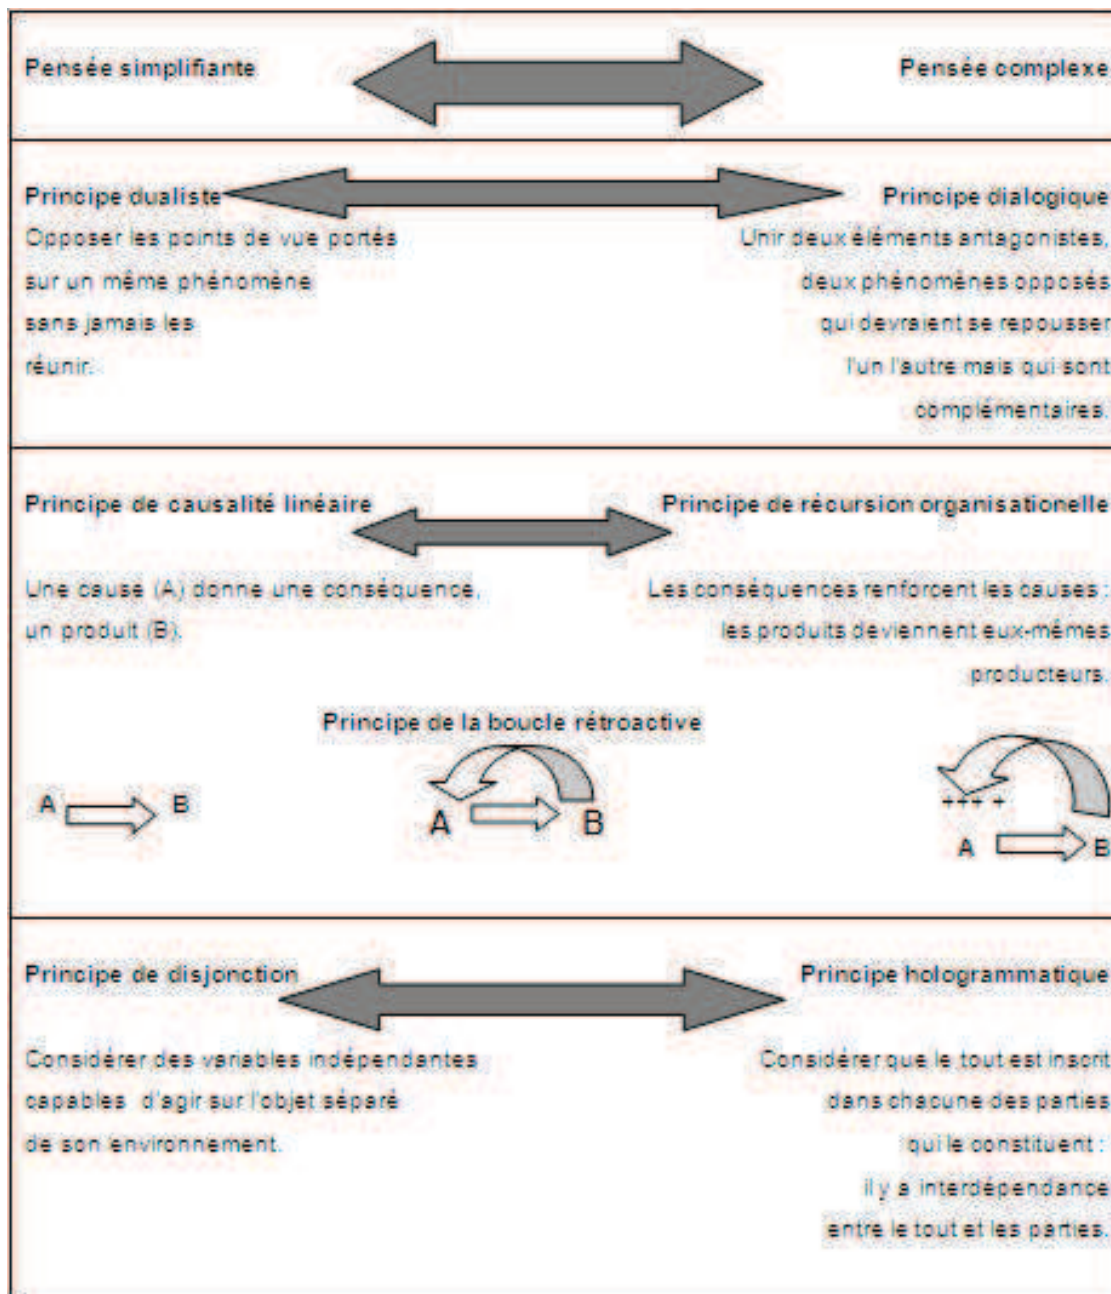 Pensée simplifiante
Pensée complexe
Principe dualiste
Opposer les points de vue portés
sur un même phénomène
sans jamais les
réunir.
Principe dialogique
Unir deux éléments antagonistes,
deux phénomènes opposés
qui devraient se repousser
l'un l'autre mais qui sont
complémentaires.
Principe de causalité linéaire
Une cause (A) donne une conséquence,
un produit (B).
Principe de récursion organisationelle
Les conséquences renforcent les causes :
les produits deviennent eux-mêmes
producteurs.
Principe de la boucle rétroactive
A B
A B
+++ +
A B
Principe de disjonction
Considérer des variables indépendantes
capables d'agir sur l'objet séparé
de son environnement.
Principe hologrammatique
Considérer que le tout est inscrit
dans chacune des parties
qui le constituent :
il y a interdépendance
entre le tout et les parties.